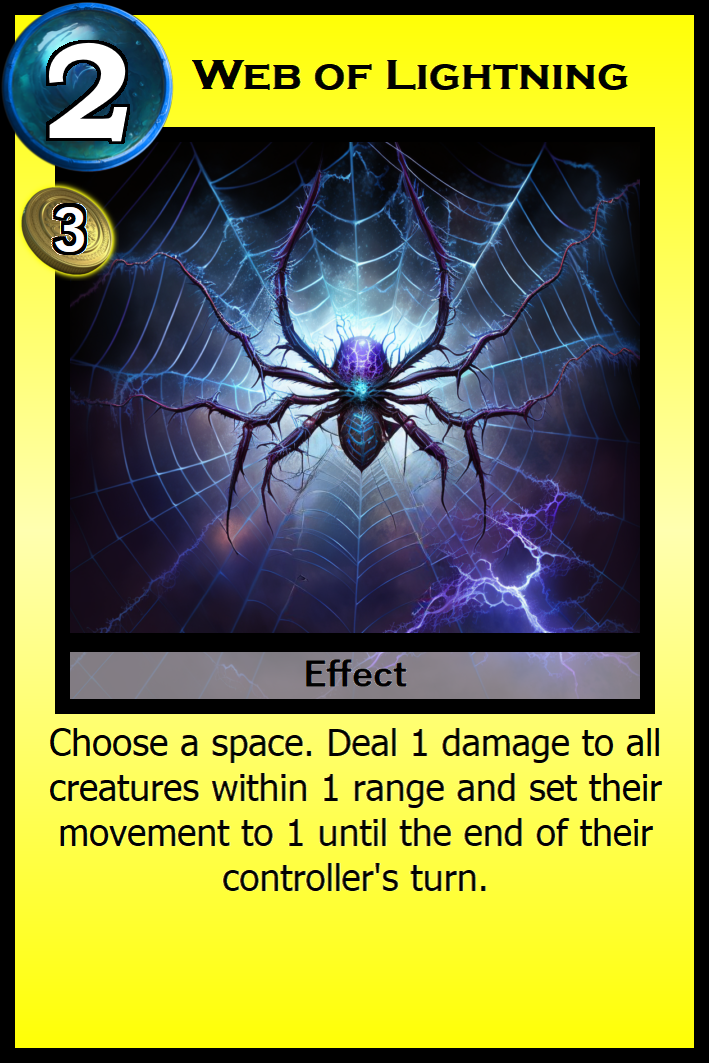 2
Web of Lightning
3
Effect
Choose a space. Deal 1 damage to all
creatures within 1 range and set their
movement to 1 until the end of their
controller's turn.